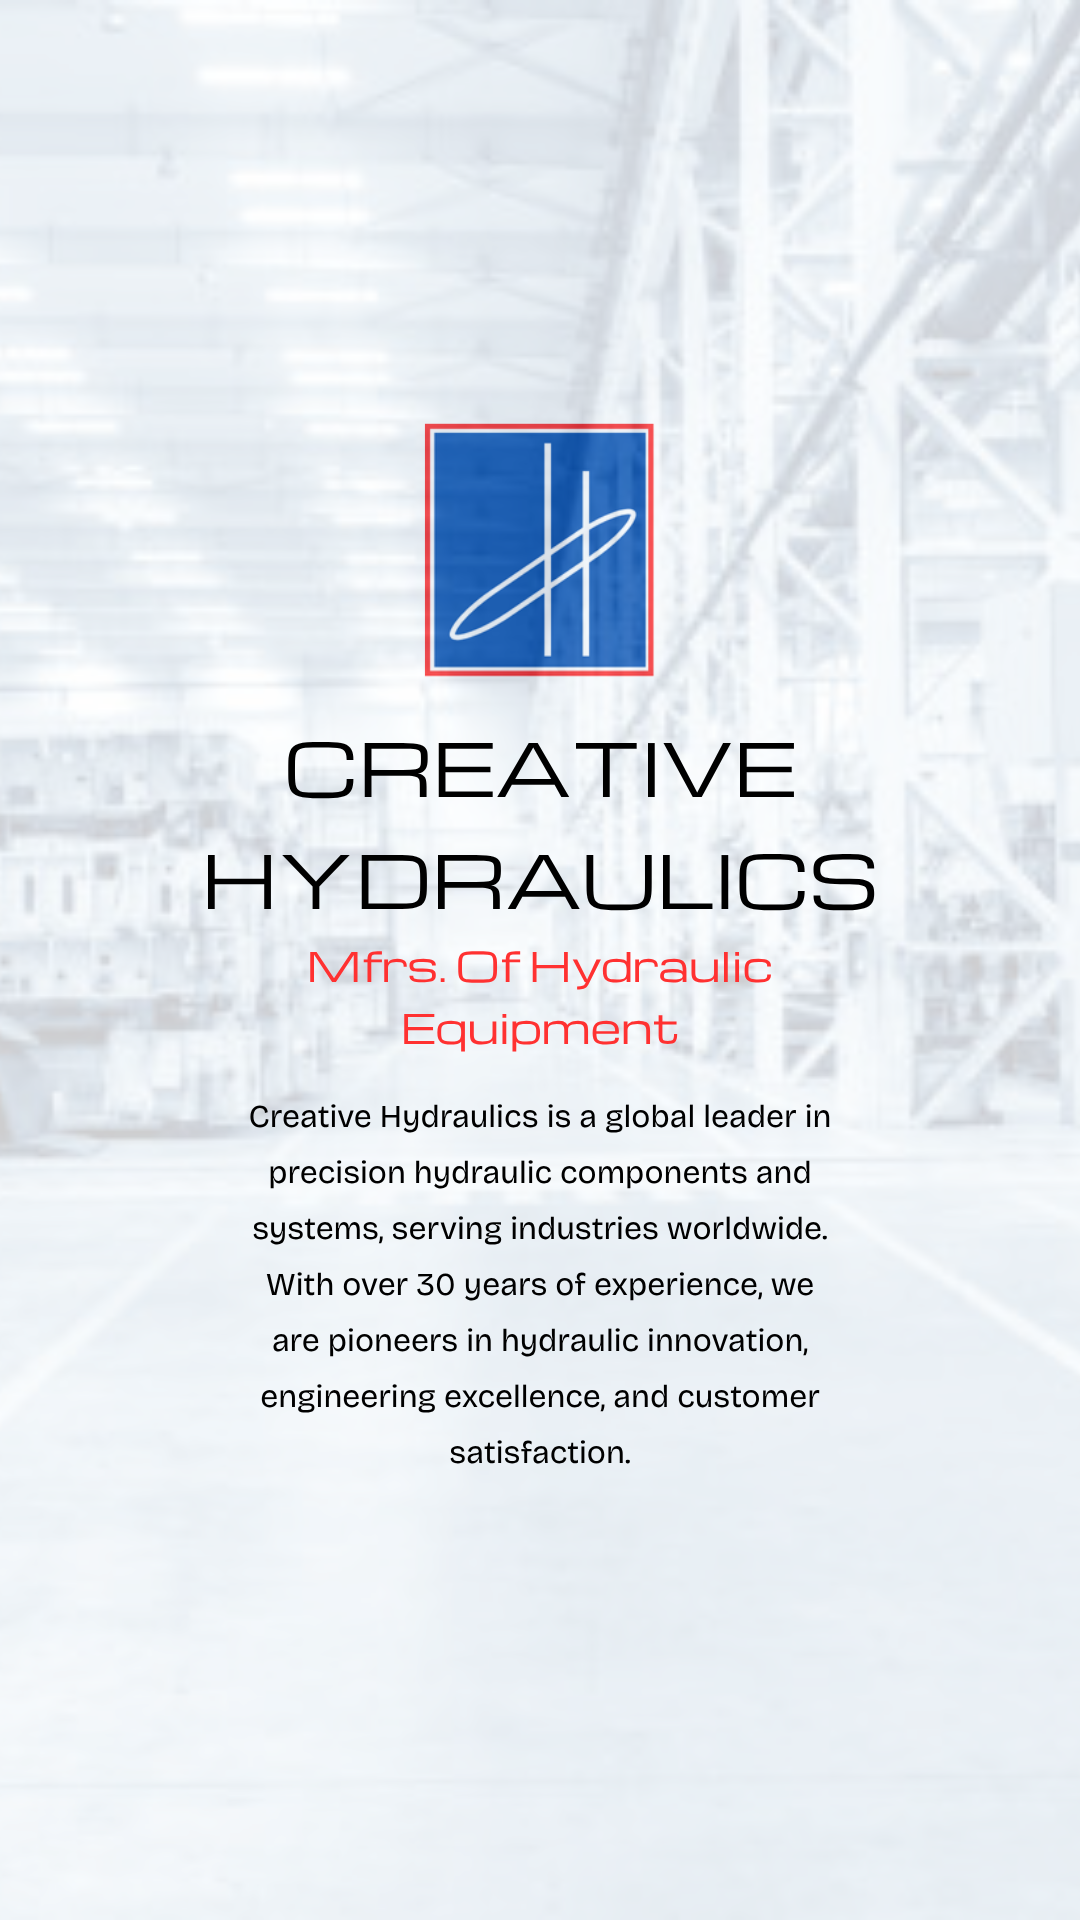 CREATIVE
HYDRAULICS
Mfrs. Of Hydraulic
Equipment
Creative Hydraulics is a global leader in
precision hydraulic components and
systems, serving industries worldwide.
With over 30 years of experience, we
are pioneers in hydraulic innovation,
engineering excellence, and customer
satisfaction.